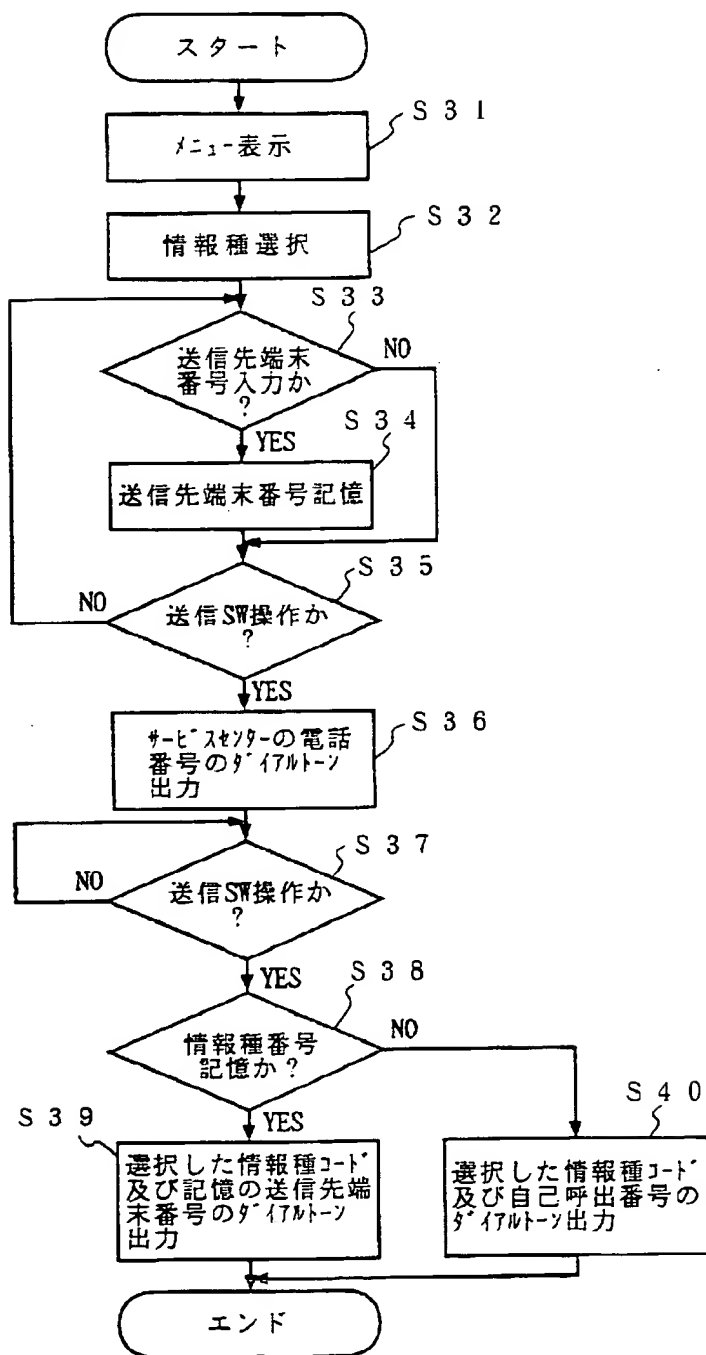 スタート
S31
メニュー表示
S32
情報種選択
S33
送信先端末
番号入力か
?
NO
YES
S34
送信先端末番号記憶
S35
NO
送信SW操作か
?
YES
S36
サービスセンターの電話
番号のダイアルトーン
出力
S37
NO
送信SW操作か
?
YES
S38
情報種番号
記憶か?
NO
YES
S39
選択した情報種コード
及び記憶の送信先端
末番号のダイアルトーン
出力
S40
選択した情報種コード
及び自己呼出番号の
ダイアルトーン出力
エンド